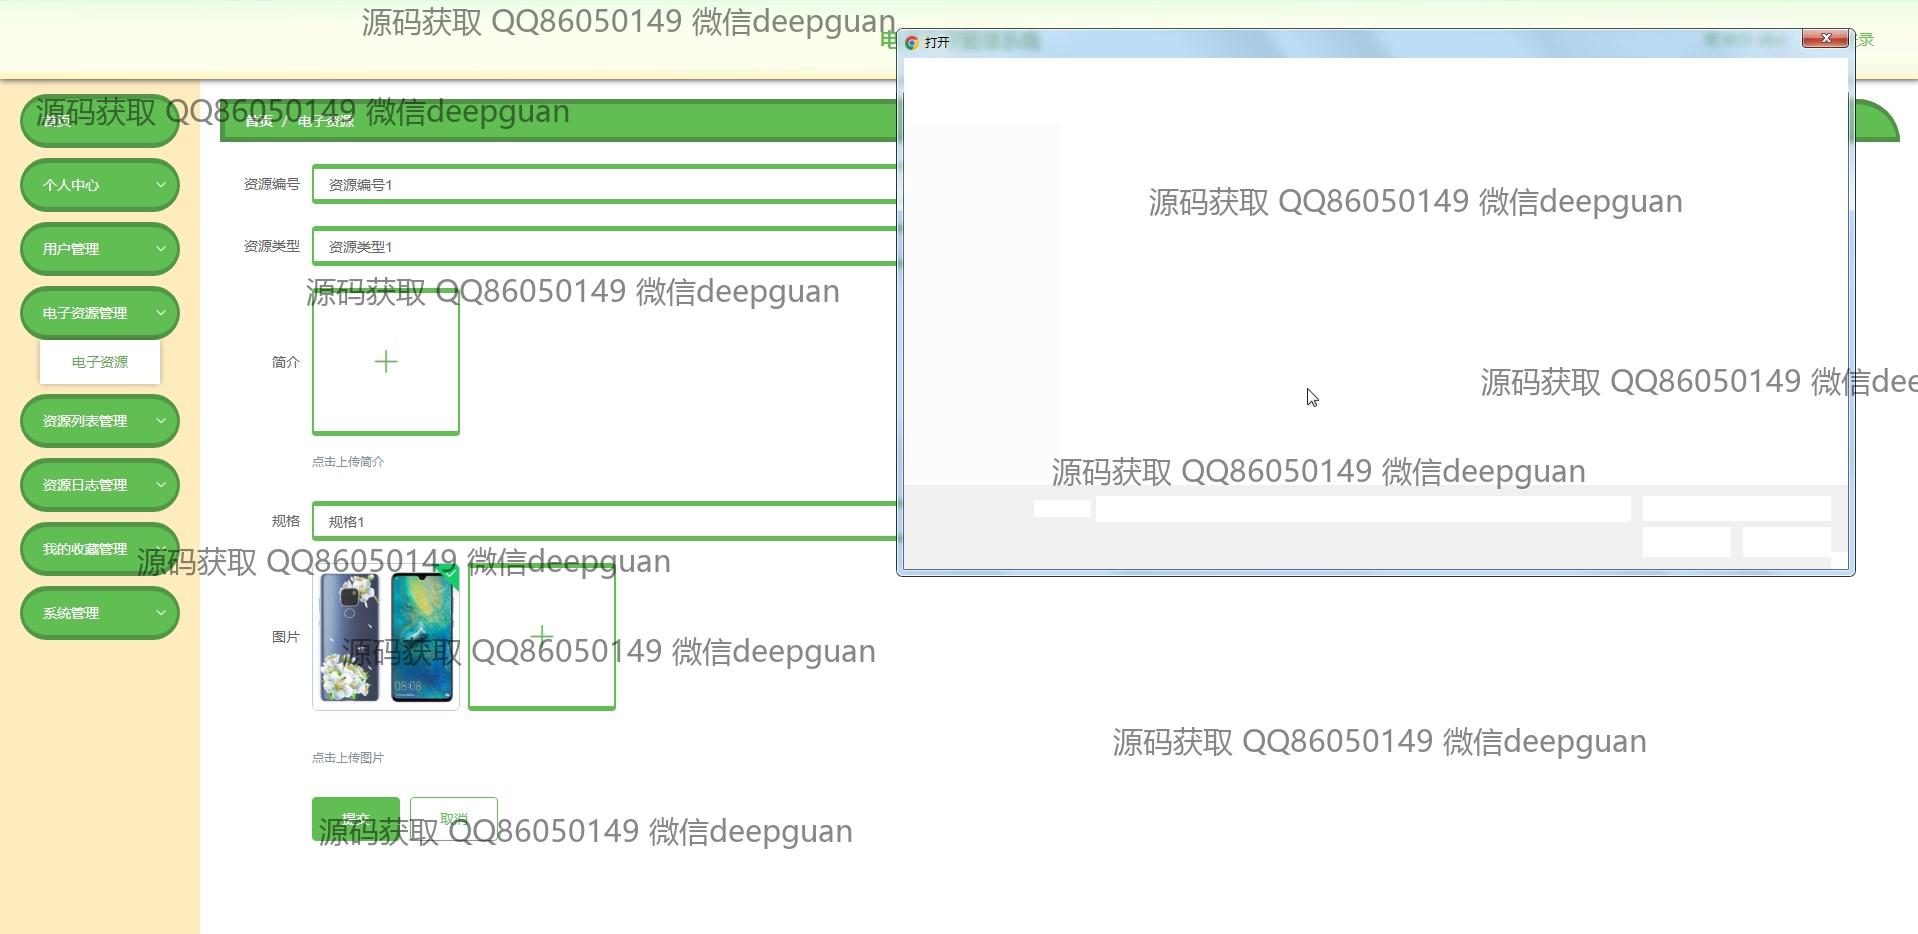 源码获取 QQ86050149 微信deepguan
电
打开
录
源码获取 QQ86050149 微信deepguan
首页
首页 / 电子资源
个人中心
资源编号
资源编号1
源码获取 QQ86050149 微信deepguan
用户管理
资源类型
资源类型1
源码获取 QQ86050149 微信deepguan
电子资源管理
电子资源
简介
源码获取 QQ86050149 微信dee
资源列表管理
点击上传简介
源码获取 QQ86050149 微信deepguan
资源日志管理
规格
规格1
我的收藏管理
源码获取 QQ86050149 微信deepguan
系统管理
图片
08:08
源码获取 QQ86050149 微信deepguan
源码获取 QQ86050149 微信deepguan
点击上传图片
提交
取消
源码获取 QQ86050149 微信deepguan